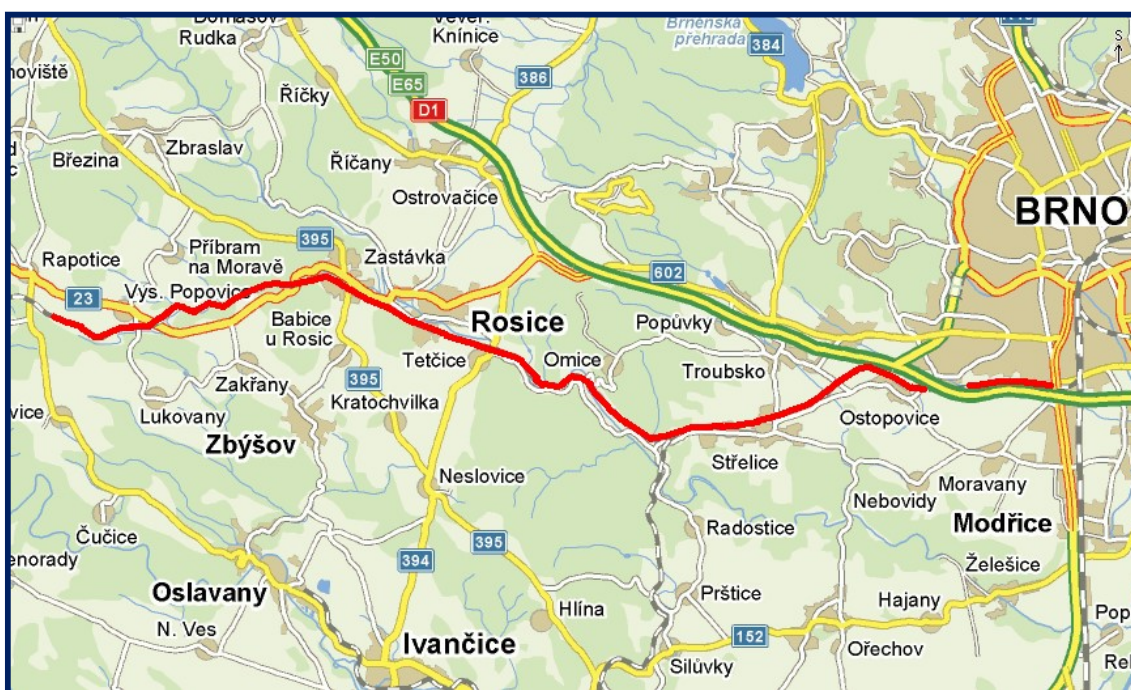 Domašov
Rudka
Knínice
Brněnská
přehrada
384
S
E50
E65
D1
386
Říčky
Březina
Zbraslav
Říčany
Ostrovačice
BRNO
Rapotice
Příbram
na Moravě
395
Zastávka
602
23
Vys. Popovice
Babice
u Rosic
Rosice
Popůvky
Tetčice
Omice
Troubsko
Zakřany
395
Kratochvilka
Lukovany
Ostopovice
Zbýšov
Střelice
Neslovice
Moravany
Nebovidy
Modřice
Čučice
Radostice
394
395
Želešice
Oslavany
Prštice
Hajany
Hlína
N. Ves
152
Ivančice
Ořechov
Silůvky